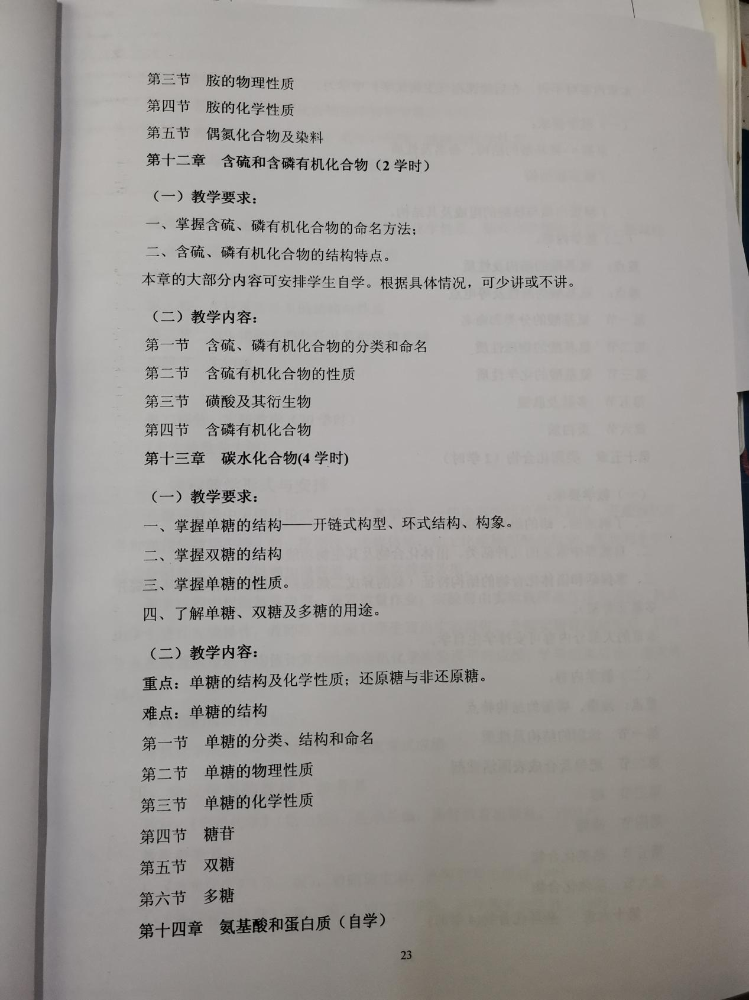 第三节 胺的物理性质
第四节 胺的化学性质
第五节 偶氮化合物及染料
第十二章 含硫和含磷有机化合物（2 学时）
（一）教学要求：
一、掌握含硫、磷有机化合物的命名方法；
二、含硫、磷有机化合物的结构特点。
本章的大部分内容可安排学生自学。根据具体情况，可少讲或不讲。
（二）教学内容：
第一节 含硫、磷有机化合物的分类和命名
第二节 含硫有机化合物的性质
第三节 磺酸及其衍生物
第四节 含磷有机化合物
第十三章 碳水化合物(4 学时)
（一）教学要求：
一、掌握单糖的结构——开链式构型、环式结构、构象。
二、掌握双糖的结构
三、掌握单糖的性质。
四、了解单糖、双糖及多糖的用途。
（二）教学内容：
重点：单糖的结构及化学性质；还原糖与非还原糖。
难点：单糖的结构
第一节 单糖的分类、结构和命名
第二节 单糖的物理性质
第三节 单糖的化学性质
第四节 糖苷
第五节 双糖
第六节 多糖
第十四章 氨基酸和蛋白质（自学）
23